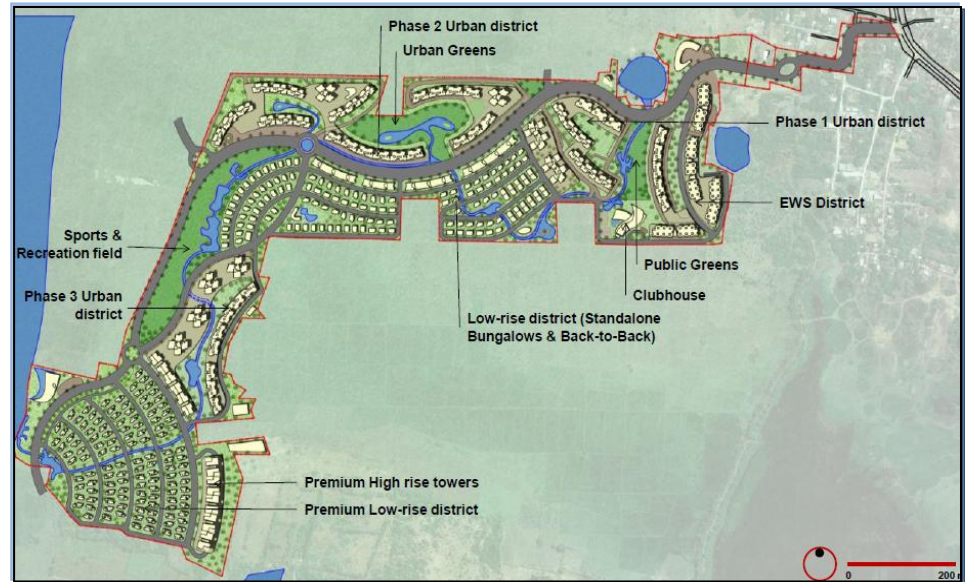 Phase 2 Urban district
Urban Greens
Phase 1 Urban district
EWS District
Sports &
Recreation field
Public Greens
Clubhouse
Phase 3 Urban
district
Low-rise district (Standalone
Bungalows & Back-to-Back)
Premium High rise towers
Premium Low-rise district
0
200 m